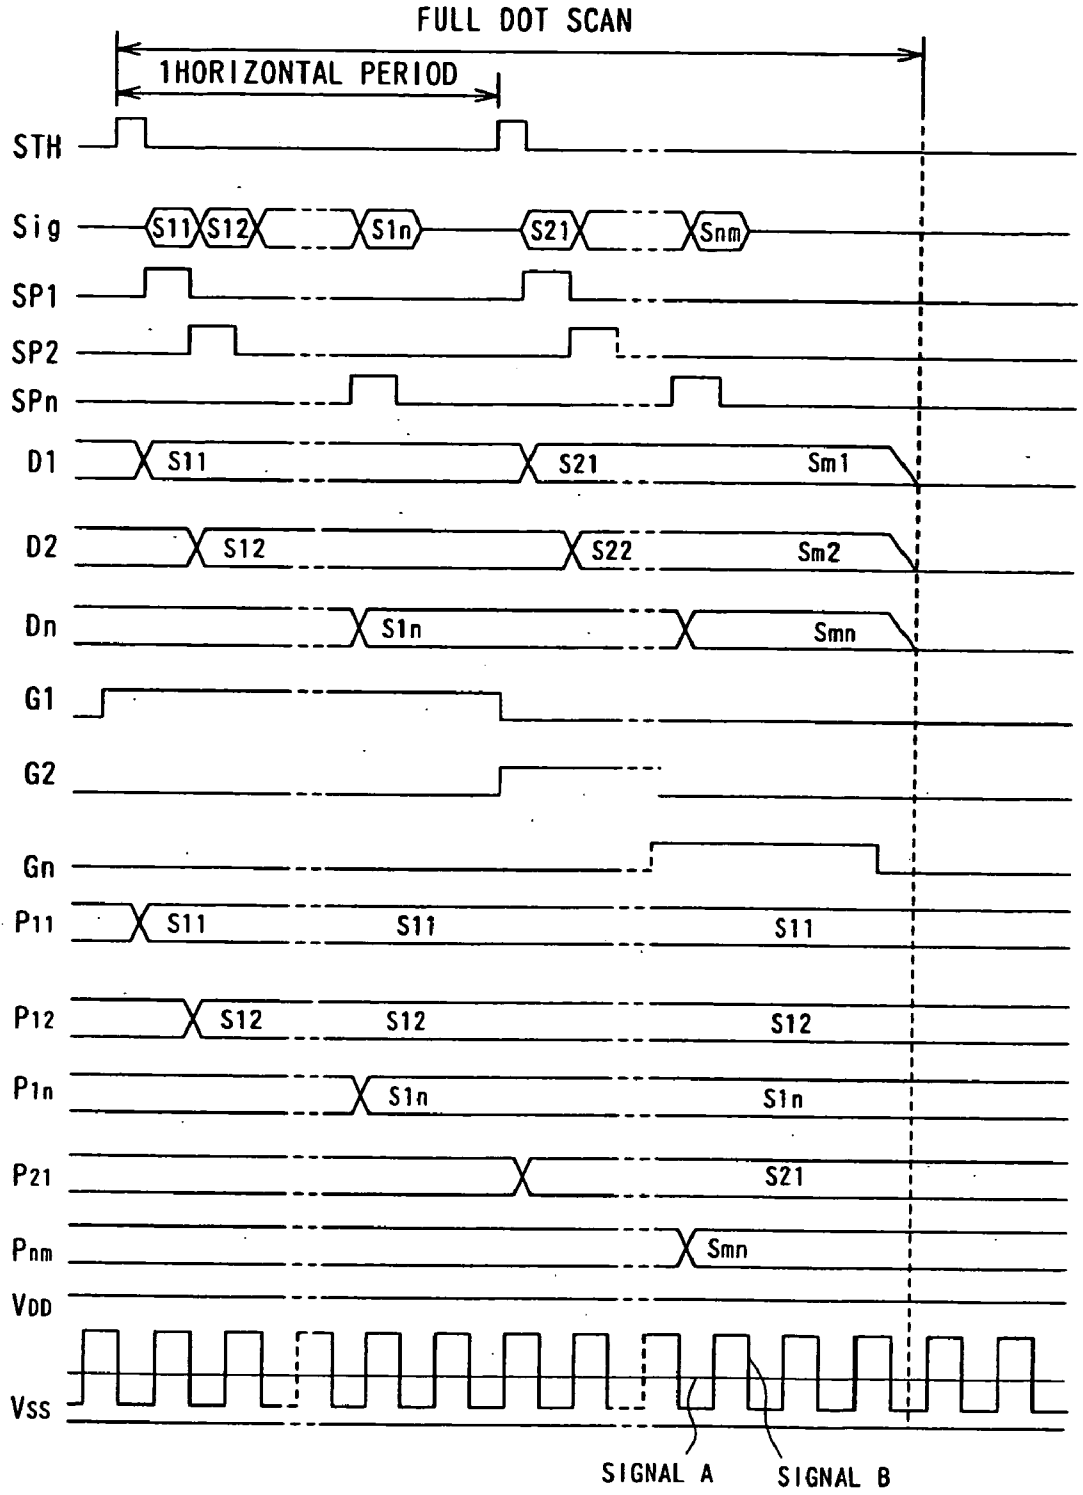 FULL DOT SCAN
1HORIZONTAL PERIOD
STH
Sig S11 S12 S1n S21 Snm
SP1
SP2
SPn
D1 S11 S21 Sm1
D2 S12 S22 Sm2
Dn S1n Smn
G1
G2
Gn
P11 S11 S11 S11
P12 S12 S12 S12
P1n S1n S1n
P21 S21
Pnm Smn
VDD
VSS
SIGNAL A SIGNAL B